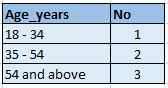 Age_years No
18 - 34 1
35 - 54 2
54 and above 3